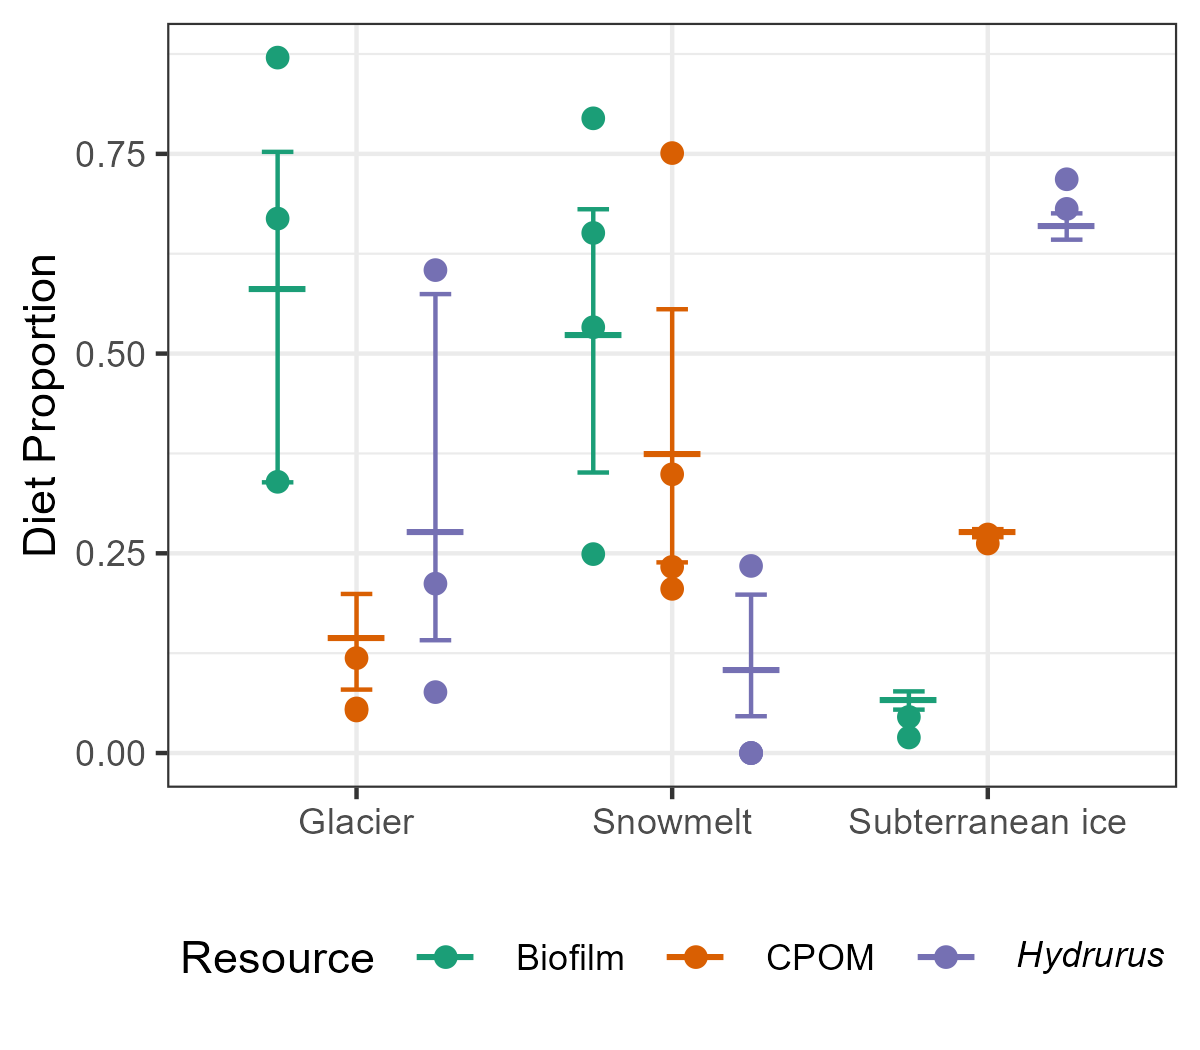 Diet Proportion
0.75
0.50
0.25
0.00
Glacier Snowmelt Subterranean ice
Resource Biofilm CPOM Hydrurus